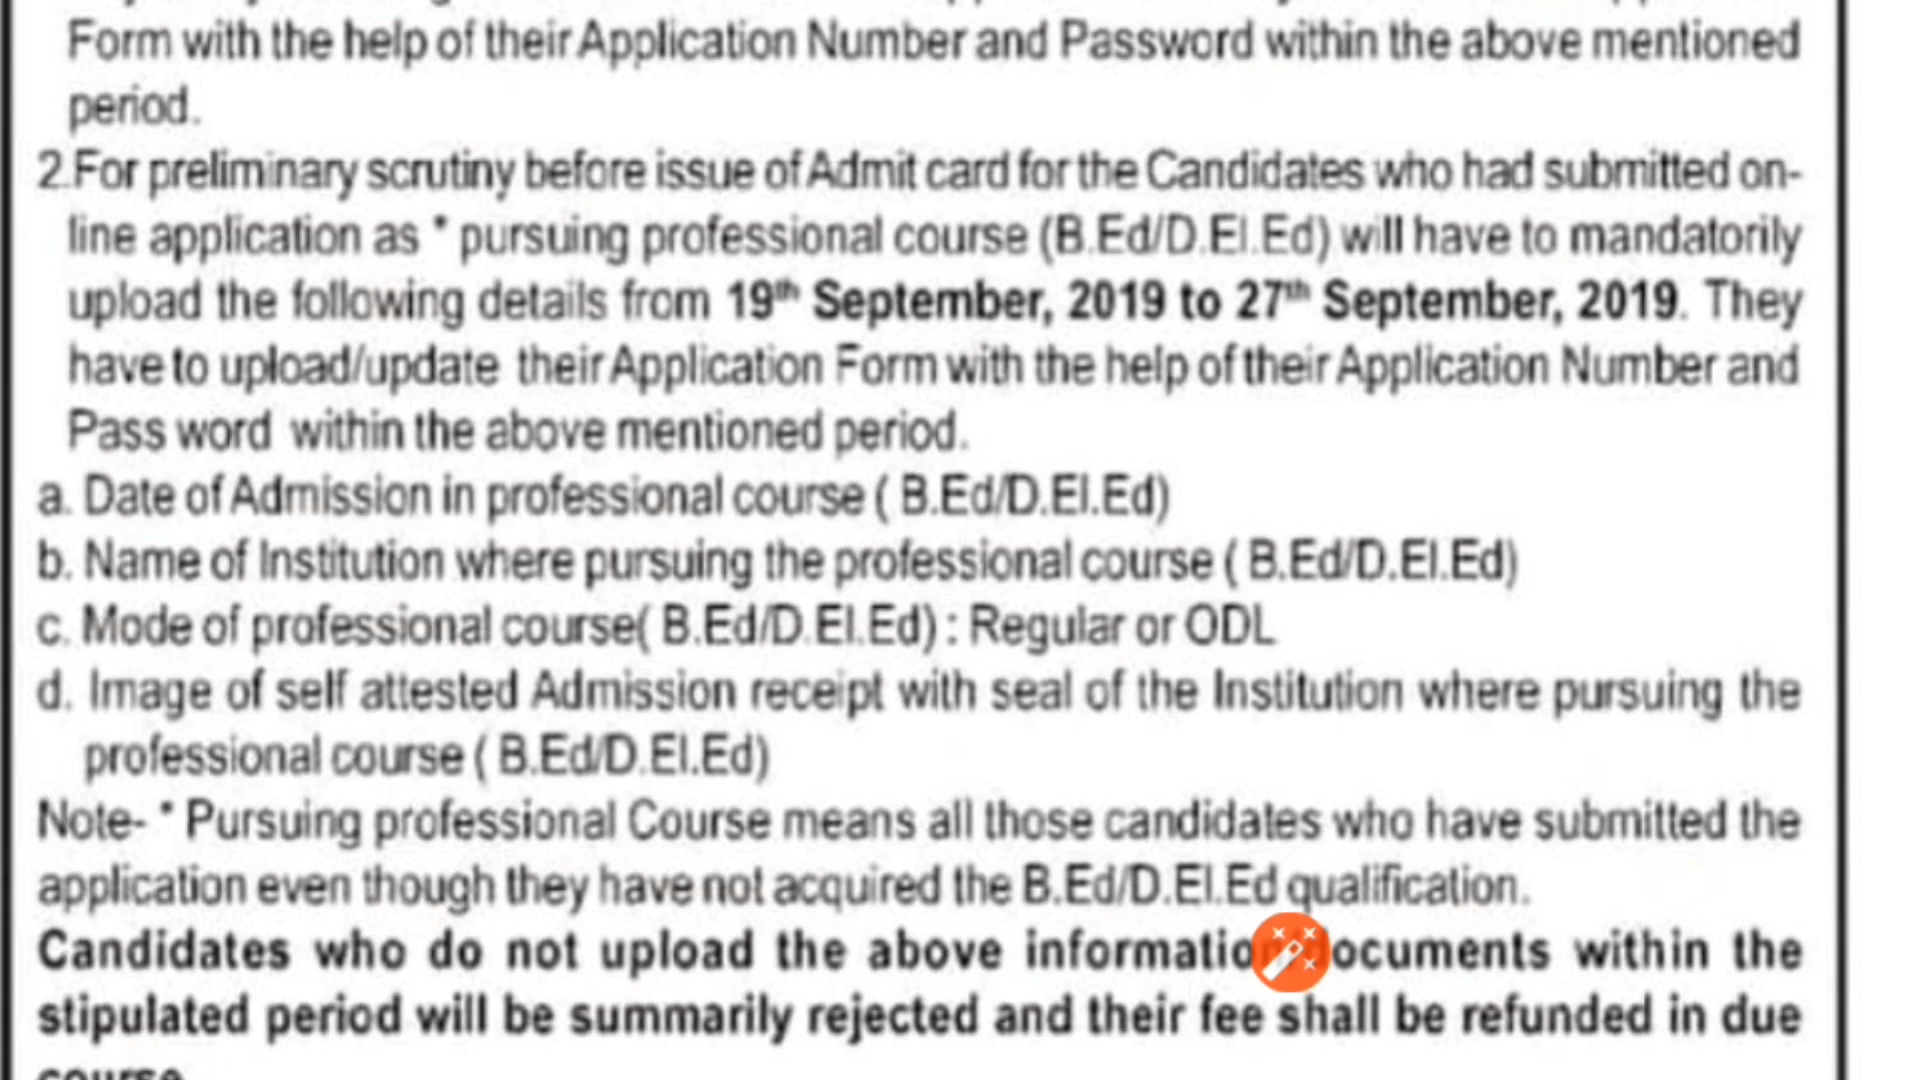 Form with the help of their Application Number and Password within the above mentioned
period.
2.For preliminary scrutiny before issue of Admit card for the Candidates who had submitted on-
line application as * pursuing professional course (B.Ed/D.El.Ed) will have to mandatorily
upload the following details from 19th September, 2019 to 27th September, 2019. They
have to upload/update their Application Form with the help of their Application Number and
Pass word within the above mentioned period.
a. Date of Admission in professional course ( B.Ed/D.El.Ed)
b. Name of Institution where pursuing the professional course ( B.Ed/D.El.Ed)
c. Mode of professional course( B.Ed/D.El.Ed) : Regular or ODL
d. Image of self attested Admission receipt with seal of the Institution where pursuing the
professional course ( B.Ed/D.El.Ed)
Note- * Pursuing professional Course means all those candidates who have submitted the
application even though they have not acquired the B.Ed/D.El.Ed qualification.
Candidates who do not upload the above within the
stipulated period will be summarily rejected and their fee shall be refunded in due